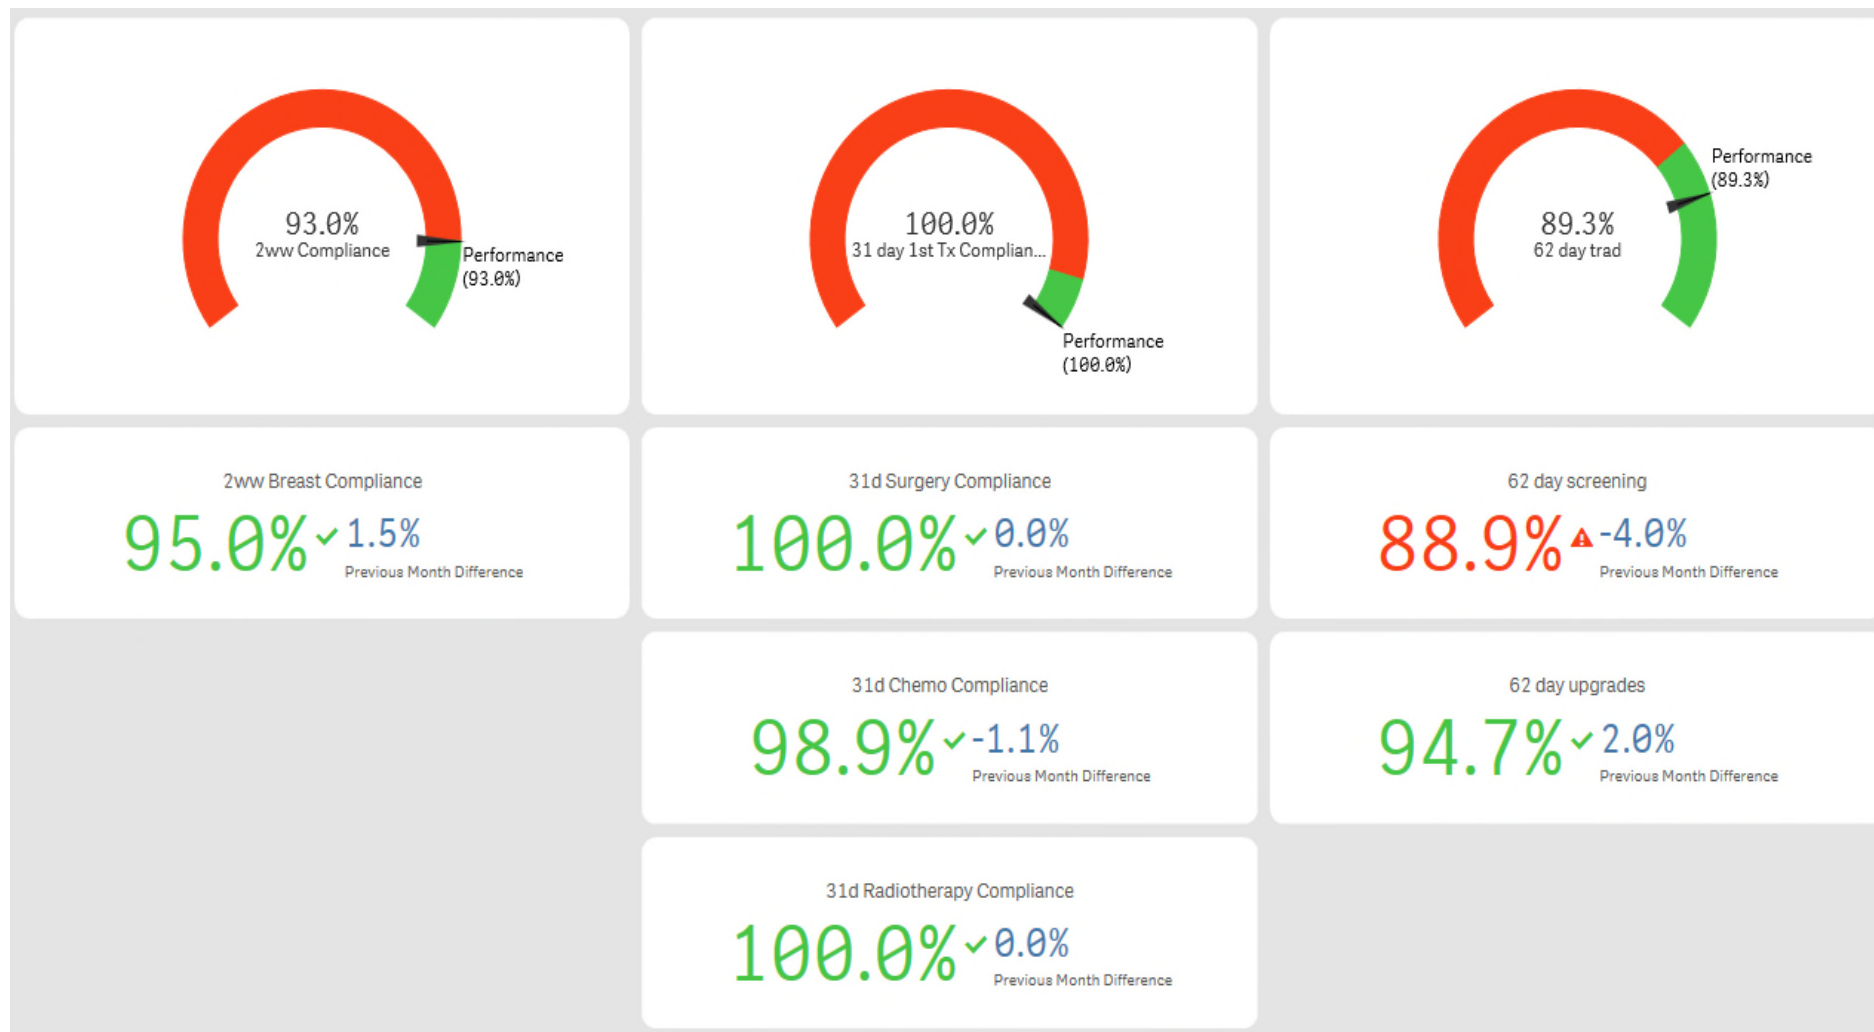 93.0%
2ww Compliance
Performance
(93.0%)
100.0%
31 day 1st Tx Complian...
Performance
(100.0%)
89.3%
62 day trad
Performance
(89.3%)
2ww Breast Compliance
95.0% 1.5%
Previous Month Difference
31d Surgery Compliance
100.0% 0.0%
Previous Month Difference
62 day screening
88.9% -4.0%
Previous Month Difference
31d Chemo Compliance
98.9% -1.1%
Previous Month Difference
62 day upgrades
94.7% 2.0%
Previous Month Difference
31d Radiotherapy Compliance
100.0% 0.0%
Previous Month Difference